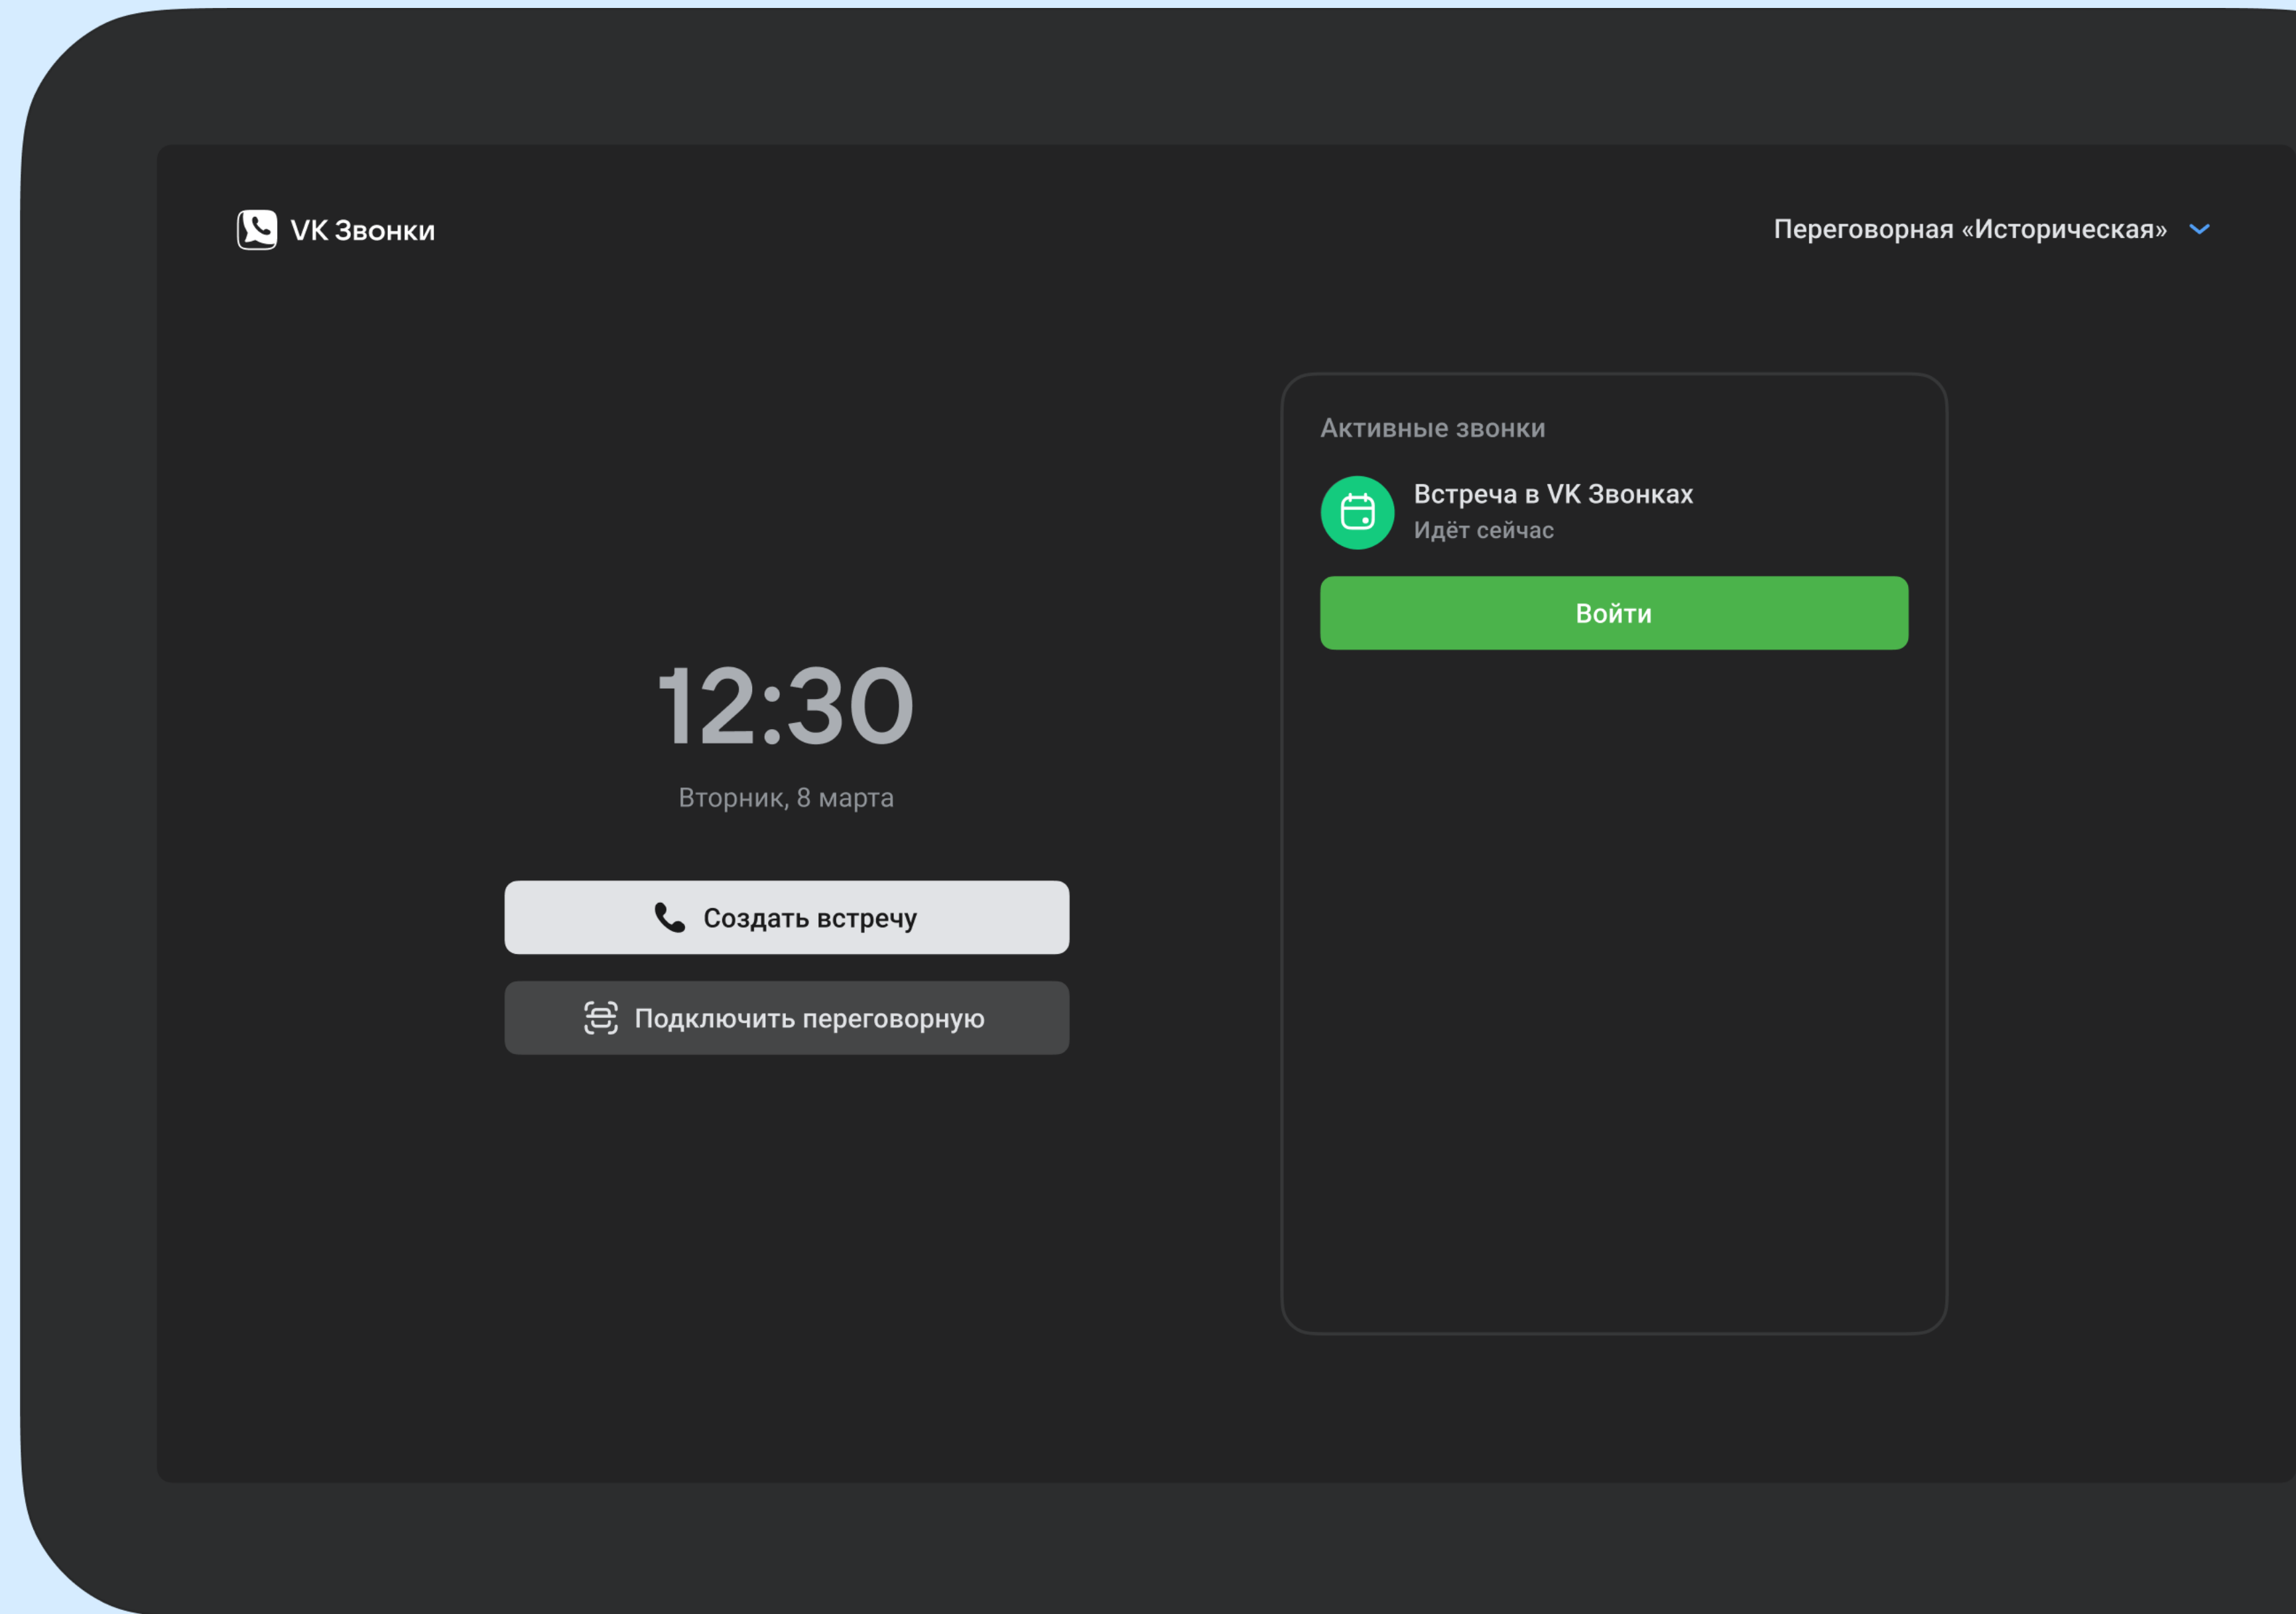 VK Звонки
Переговорная «Историческая»
12:30
Вторник, 8 марта
Создать встречу
Подключить переговорную
Активные звонки
Встреча в VK Звонках
Идёт сейчас
Войти